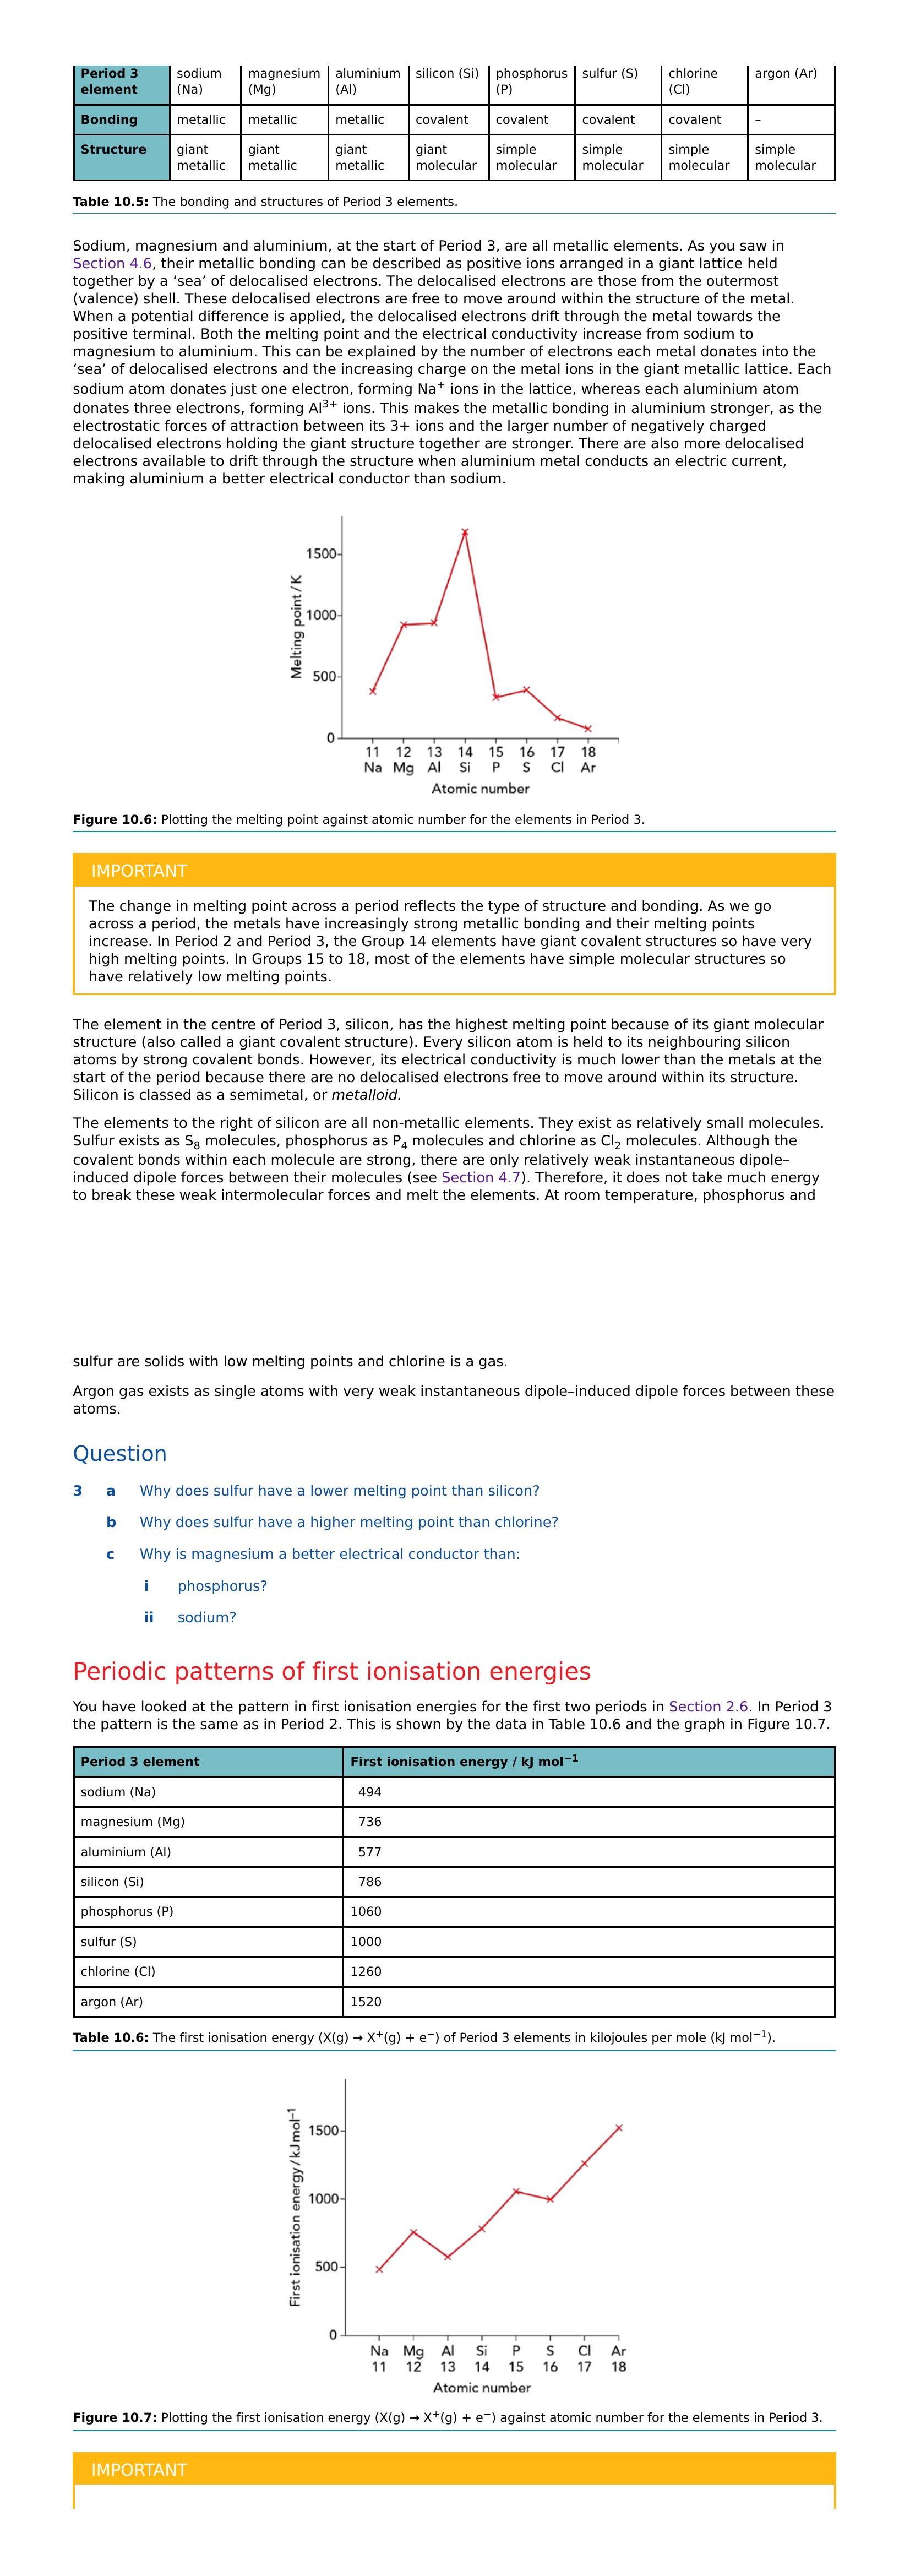 Period 3 element | sodium (Na) | magnesium (Mg) | aluminium (Al) | silicon (Si) | phosphorus (P) | sulfur (S) | chlorine (Cl) | argon (Ar)
Bonding | metallic | metallic | metallic | covalent | covalent | covalent | covalent | –
Structure | giant metallic | giant metallic | giant metallic | giant molecular | simple molecular | simple molecular | simple molecular | simple molecular
Table 10.5: The bonding and structures of Period 3 elements.
Sodium, magnesium and aluminium, at the start of Period 3, are all metallic elements. As you saw in
Section 4.6, their metallic bonding can be described as positive ions arranged in a giant lattice held
together by a ‘sea’ of delocalised electrons. The delocalised electrons are those from the outermost
(valence) shell. These delocalised electrons are free to move around within the structure of the metal.
When a potential difference is applied, the delocalised electrons drift through the metal towards the
positive terminal. Both the melting point and the electrical conductivity increase from sodium to
magnesium to aluminium. This can be explained by the number of electrons each metal donates into the
‘sea’ of delocalised electrons and the increasing charge on the metal ions in the giant metallic lattice. Each
sodium atom donates just one electron, forming Na⁺ ions in the lattice, whereas each aluminium atom
donates three electrons, forming Al³⁺ ions. This makes the metallic bonding in aluminium stronger, as the
electrostatic forces of attraction between its 3+ ions and the larger number of negatively charged
delocalised electrons holding the giant structure together are stronger. There are also more delocalised
electrons available to drift through the structure when aluminium metal conducts an electric current,
making aluminium a better electrical conductor than sodium.
Melting point / K
1500
1000
500
0
11 12 13 14 15 16 17 18
Na Mg Al Si P S Cl Ar
Atomic number
Figure 10.6: Plotting the melting point against atomic number for the elements in Period 3.
IMPORTANT
The change in melting point across a period reflects the type of structure and bonding. As we go
across a period, the metals have increasingly strong metallic bonding and their melting points
increase. In Period 2 and Period 3, the Group 14 elements have giant covalent structures so have very
high melting points. In Groups 15 to 18, most of the elements have simple molecular structures so
have relatively low melting points.
The element in the centre of Period 3, silicon, has the highest melting point because of its giant molecular
structure (also called a giant covalent structure). Every silicon atom is held to its neighbouring silicon
atoms by strong covalent bonds. However, its electrical conductivity is much lower than the metals at the
start of the period because there are no delocalised electrons free to move around within its structure.
Silicon is classed as a semimetal, or metalloid.
The elements to the right of silicon are all non-metallic elements. They exist as relatively small molecules.
Sulfur exists as S₈ molecules, phosphorus as P₄ molecules and chlorine as Cl₂ molecules. Although the
covalent bonds within each molecule are strong, there are only relatively weak instantaneous dipole–
induced dipole forces between their molecules (see Section 4.7). Therefore, it does not take much energy
to break these weak intermolecular forces and melt the elements. At room temperature, phosphorus and
sulfur are solids with low melting points and chlorine is a gas.
Argon gas exists as single atoms with very weak instantaneous dipole–induced dipole forces between these
atoms.
Question
3 a Why does sulfur have a lower melting point than silicon?
b Why does sulfur have a higher melting point than chlorine?
c Why is magnesium a better electrical conductor than:
i phosphorus?
ii sodium?
Periodic patterns of first ionisation energies
You have looked at the pattern in first ionisation energies for the first two periods in Section 2.6. In Period 3
the pattern is the same as in Period 2. This is shown by the data in Table 10.6 and the graph in Figure 10.7.
Period 3 element | First ionisation energy / kJ mol⁻¹
sodium (Na) | 494
magnesium (Mg) | 736
aluminium (Al) | 577
silicon (Si) | 786
phosphorus (P) | 1060
sulfur (S) | 1000
chlorine (Cl) | 1260
argon (Ar) | 1520
Table 10.6: The first ionisation energy (X(g) → X⁺(g) + e⁻) of Period 3 elements in kilojoules per mole (kJ mol⁻¹).
First ionisation energy / kJ mol⁻¹
1500
1000
500
0
Na Mg Al Si P S Cl Ar
11 12 13 14 15 16 17 18
Atomic number
Figure 10.7: Plotting the first ionisation energy (X(g) → X⁺(g) + e⁻) against atomic number for the elements in Period 3.
IMPORTANT